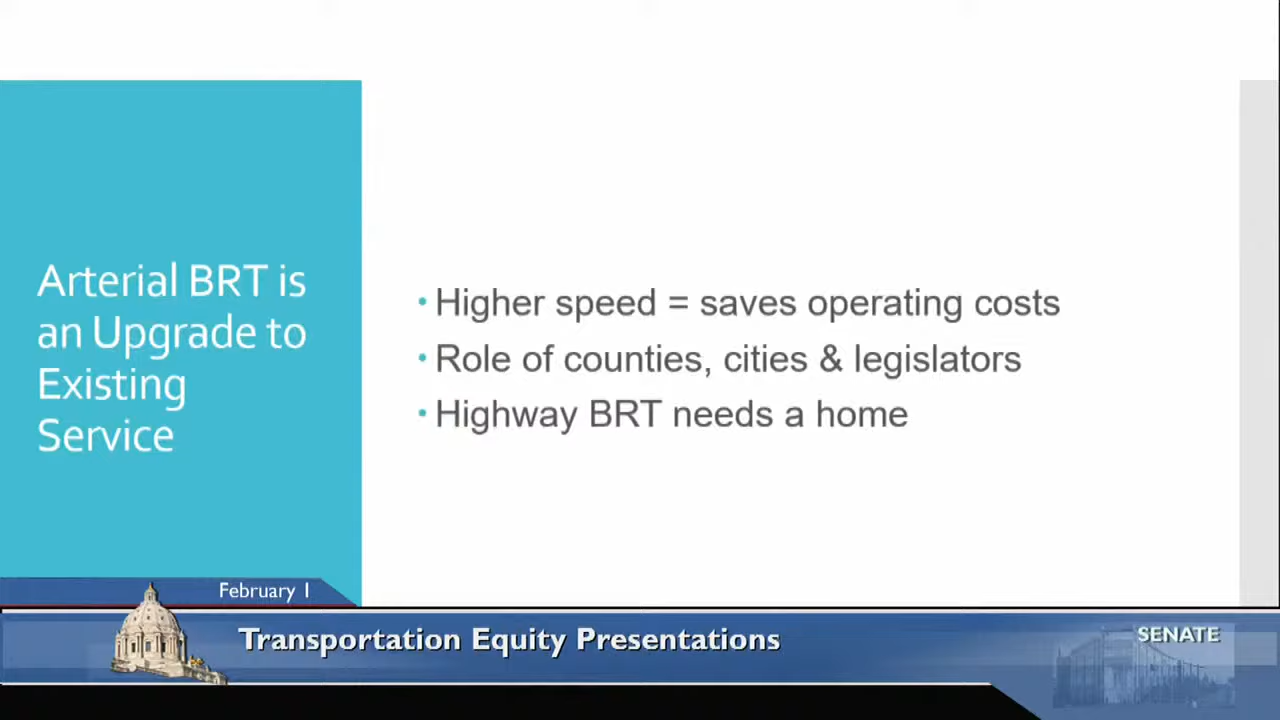 Arterial BRT is
an Upgrade to
Existing
Service
• Higher speed = saves operating costs
• Role of counties, cities & legislators
• Highway BRT needs a home
February 1
Transportation Equity Presentations
SENATE